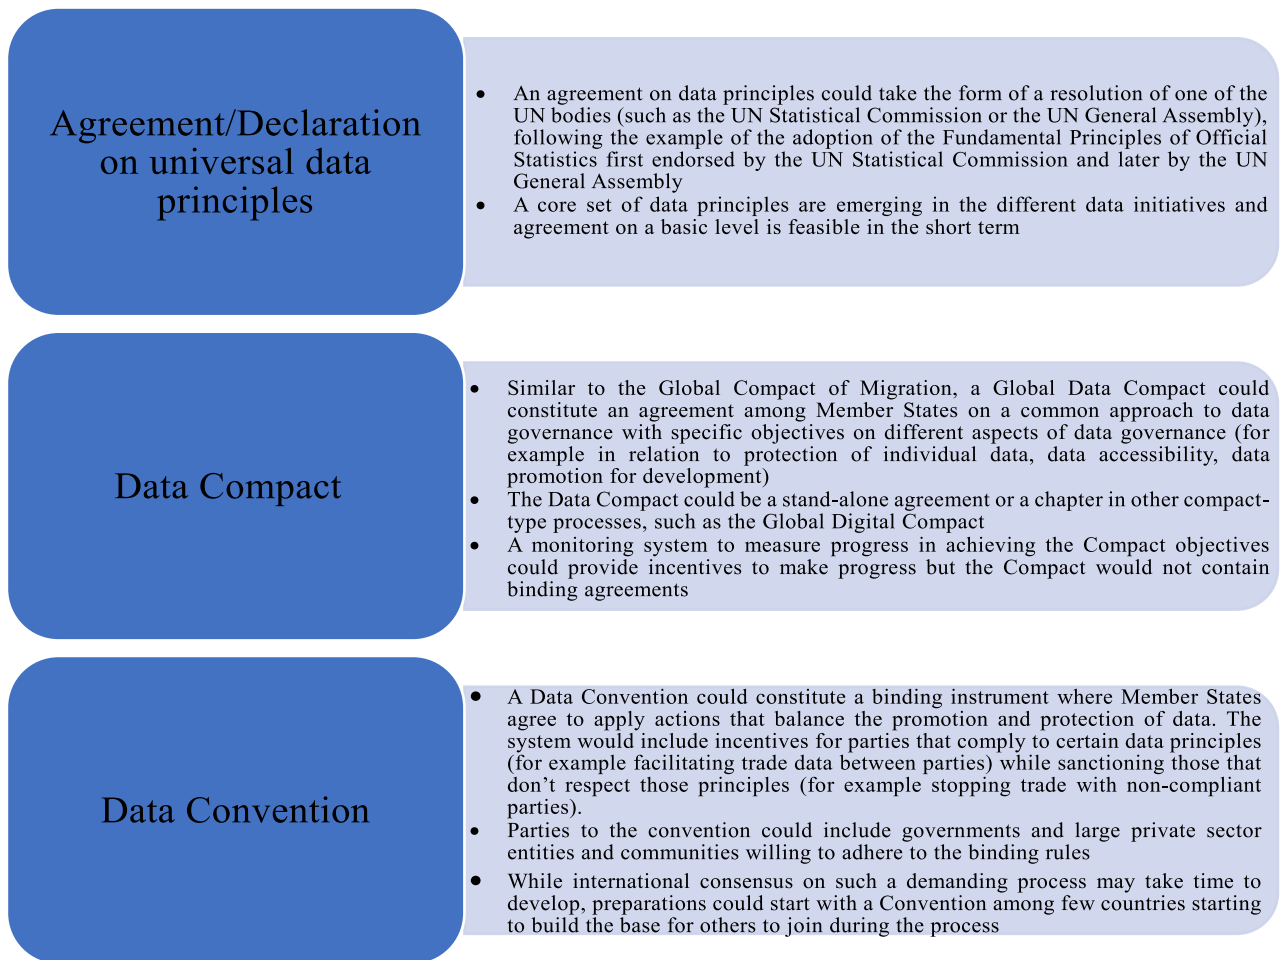 Agreement/Declaration
on universal data
principles
• An agreement on data principles could take the form of a resolution of one of the
UN bodies (such as the UN Statistical Commission or the UN General Assembly),
following the example of the adoption of the Fundamental Principles of Official
Statistics first endorsed by the UN Statistical Commission and later by the UN
General Assembly
• A core set of data principles are emerging in the different data initiatives and
agreement on a basic level is feasible in the short term
Data Compact
• Similar to the Global Compact of Migration, a Global Data Compact could
constitute an agreement among Member States on a common approach to data
governance with specific objectives on different aspects of data governance (for
example in relation to protection of individual data, data accessibility, data
promotion for development)
• The Data Compact could be a stand-alone agreement or a chapter in other compact-
type processes, such as the Global Digital Compact
• A monitoring system to measure progress in achieving the Compact objectives
could provide incentives to make progress but the Compact would not contain
binding agreements
Data Convention
• A Data Convention could constitute a binding instrument where Member States
agree to apply actions that balance the promotion and protection of data. The
system would include incentives for parties that comply to certain data principles
(for example facilitating trade data between parties) while sanctioning those that
don’t respect those principles (for example stopping trade with non-compliant
parties).
• Parties to the convention could include governments and large private sector
entities and communities willing to adhere to the binding rules
• While international consensus on such a demanding process may take time to
develop, preparations could start with a Convention among few countries starting
to build the base for others to join during the process